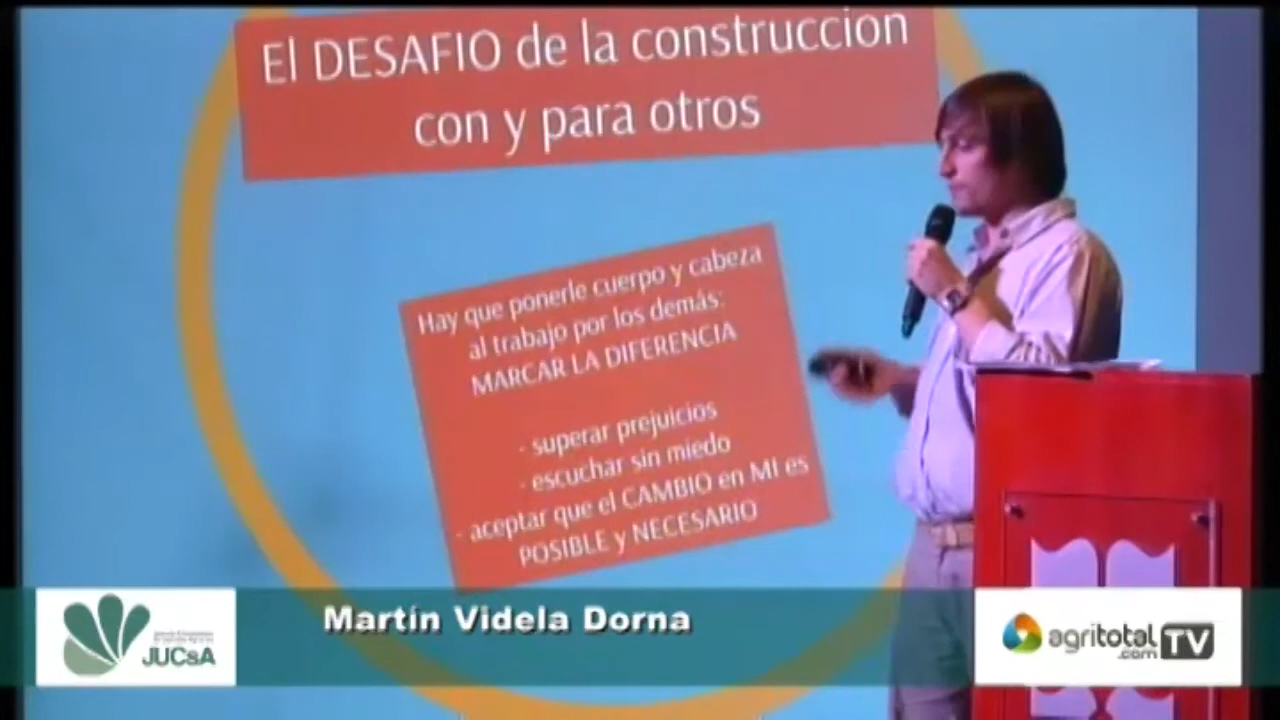 El DESAFIO de la construccion
con y para otros
Hay que ponerle cuerpo y cabeza
al trabajo por los demás:
MARCAR LA DIFERENCIA
- superar prejuicios
- escuchar sin miedo
- aceptar que el CAMBIO en MI es
POSIBLE y NECESARIO
Martín Videla Dorna
JUC&A
agritotal
.com
TV